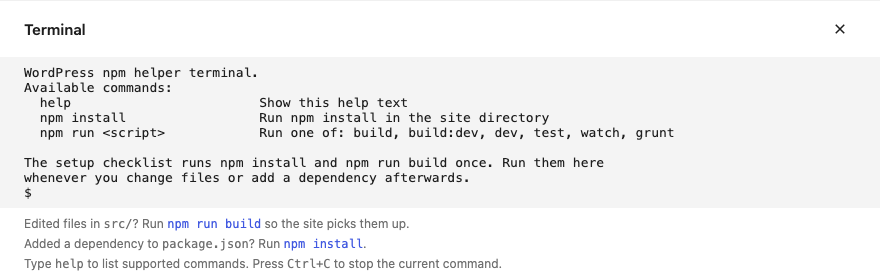 Terminal
WordPress npm helper terminal.
Available commands:
  help                        Show this help text
  npm install                 Run npm install in the site directory
  npm run <script>            Run one of: build, build:dev, dev, test, watch, grunt
The setup checklist runs npm install and npm run build once. Run them here
whenever you change files or add a dependency afterwards.
$
Edited files in src/? Run npm run build so the site picks them up.
Added a dependency to package.json? Run npm install.
Type help to list supported commands. Press Ctrl+C to stop the current command.